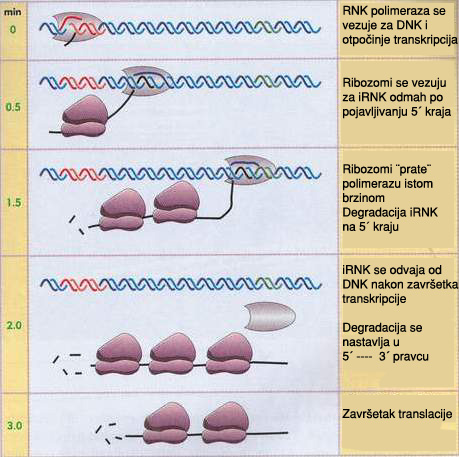 min
0
RNK polimeraza se
vezuje za DNK i
otpočinje transkripcija
0.5
Ribozomi se vezuju
za iRNK odmah po
pojavljivanju 5´ kraja
1.5
Ribozomi ¨prate¨
polimerazu istom
brzinom
Degradacija iRNK
na 5´ kraju
2.0
iRNK se odvaja od
DNK nakon završetka
transkripcije
Degradacija se
nastavlja u
5´ ---- 3´ pravcu
3.0
Završetak translacije